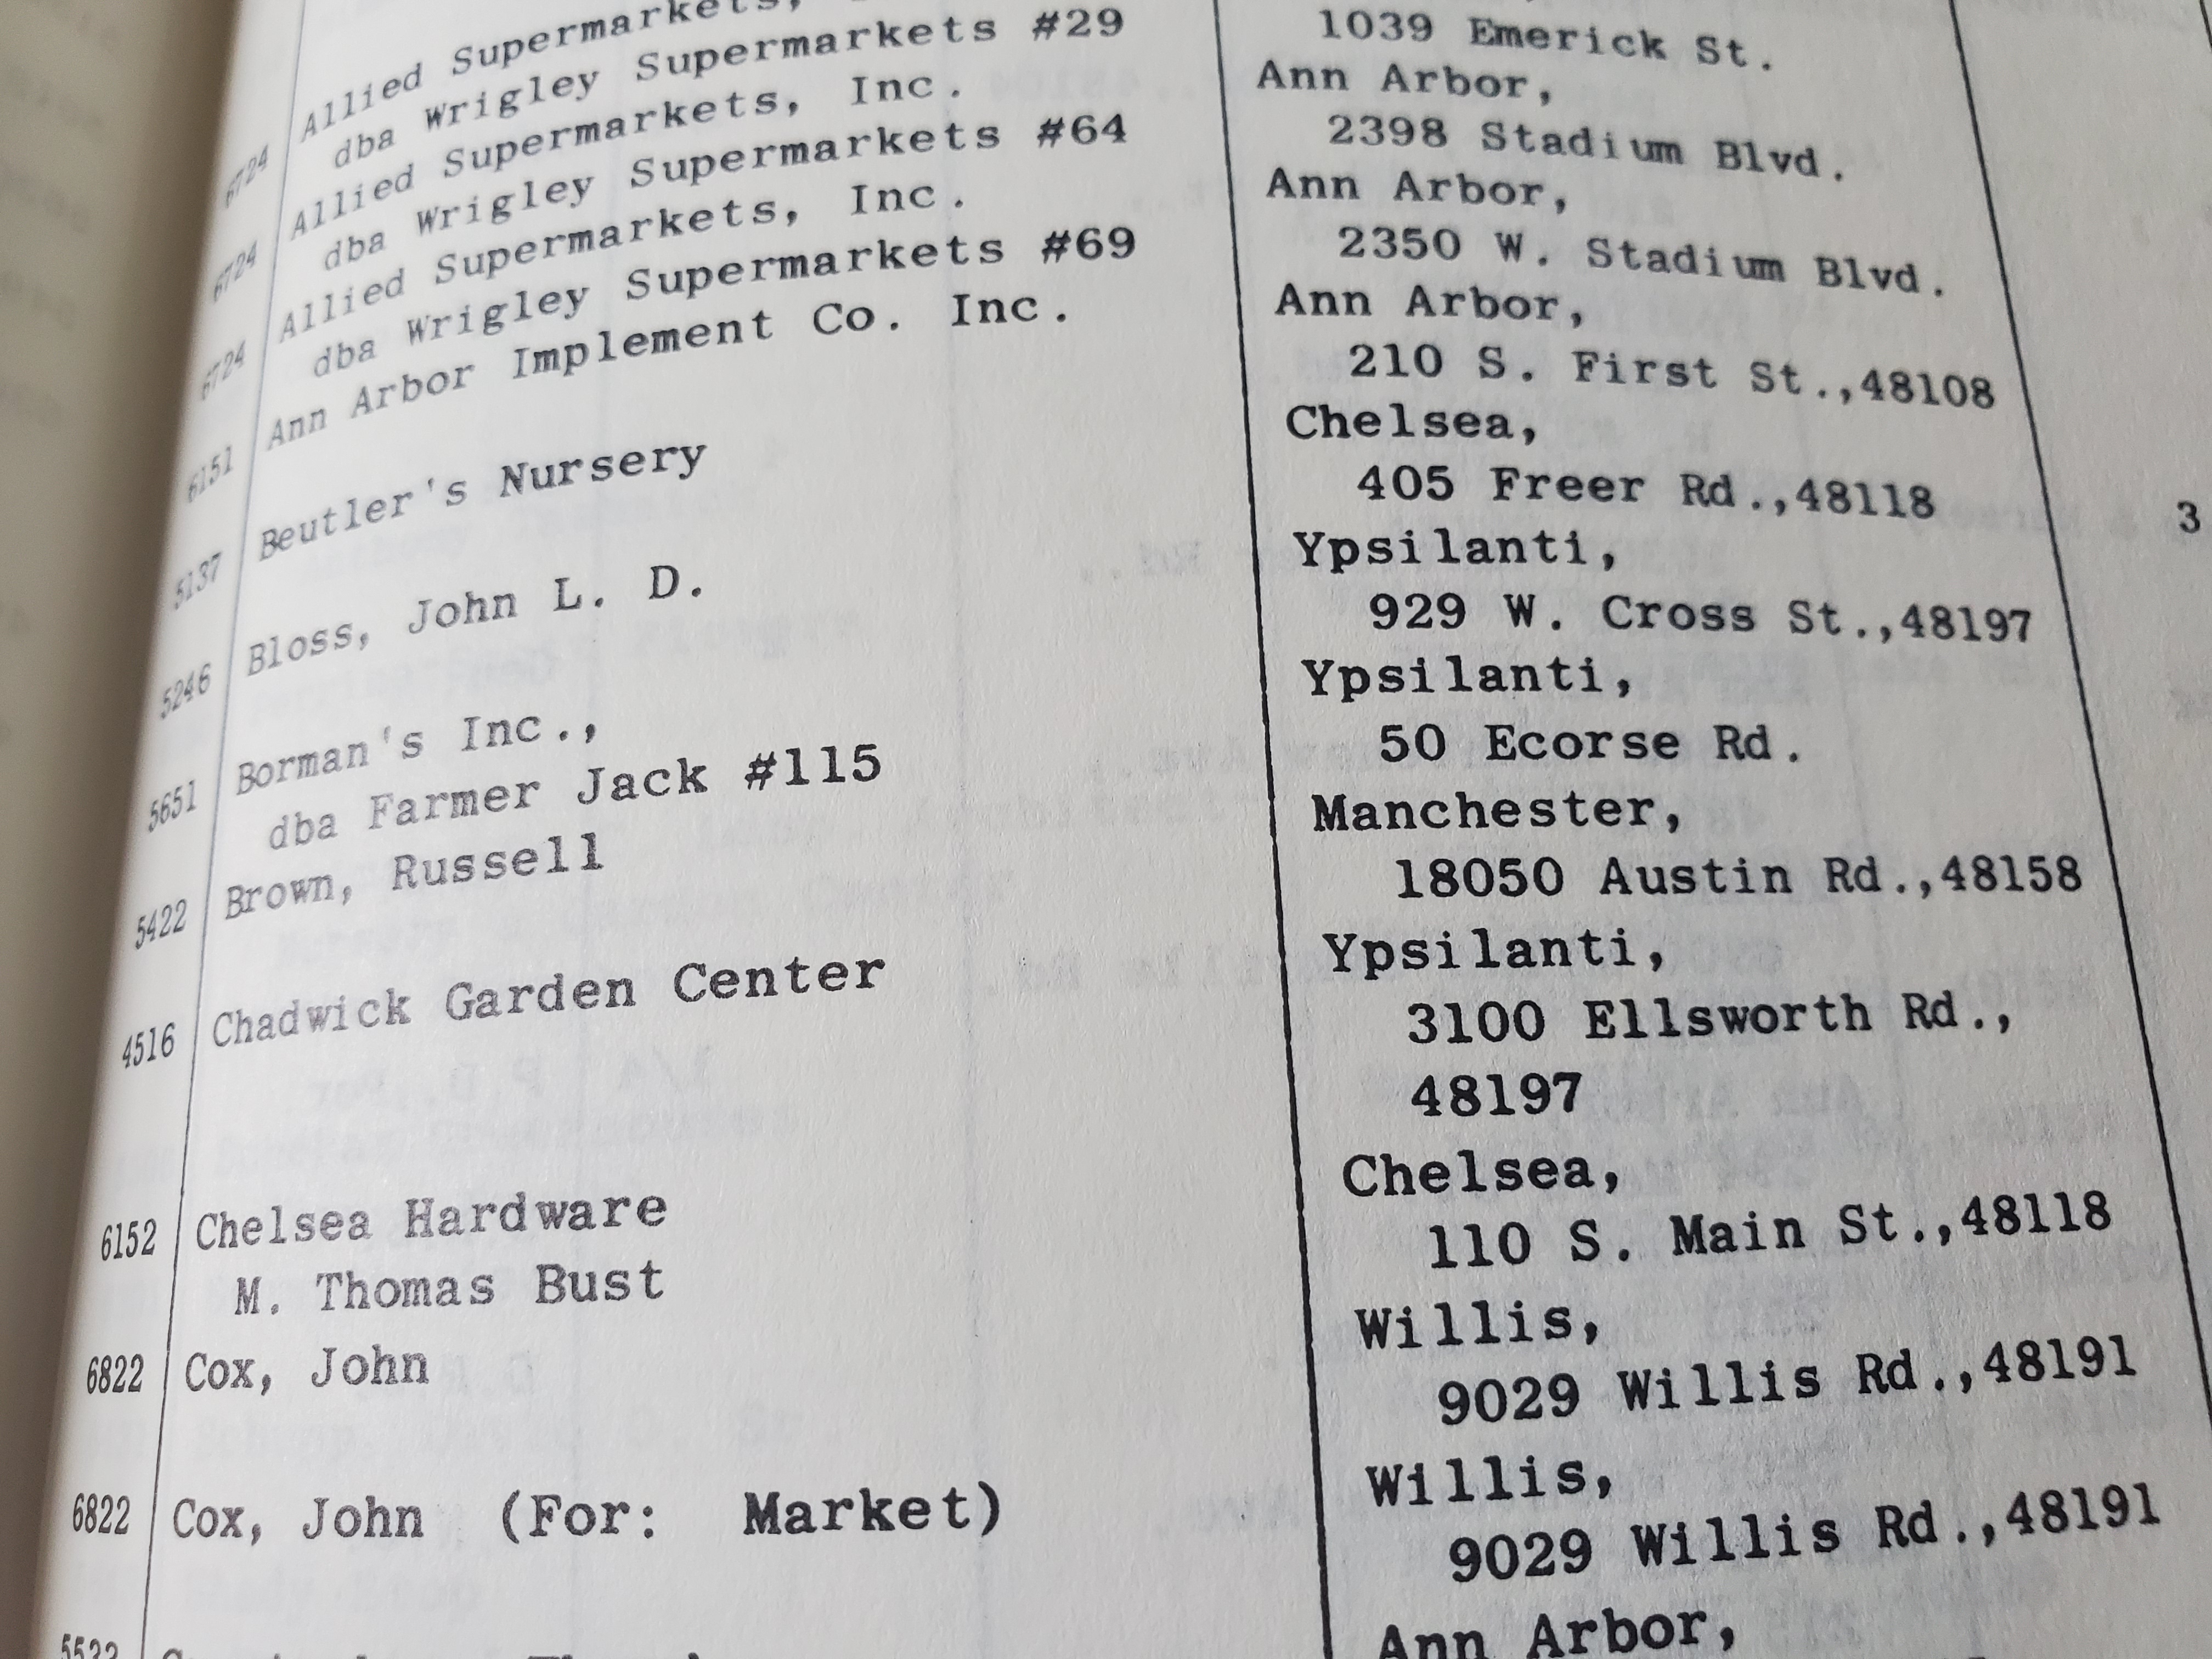 6724 Allied Supermarkets,
dba Wrigley Supermarkets #29 1039 Emerick St.
6724 Allied Supermarkets, Inc. Ann Arbor,
dba Wrigley Supermarkets #64 2398 Stadium Blvd.
6724 Allied Supermarkets, Inc. Ann Arbor,
dba Wrigley Supermarkets #69 2350 W. Stadium Blvd.
6151 Ann Arbor Implement Co. Inc. Ann Arbor,
210 S. First St.,48108
5137 Beutler's Nursery Chelsea,
405 Freer Rd.,48118 3
5246 Bloss, John L. D. Ypsilanti,
929 W. Cross St.,48197
5651 Borman's Inc., Ypsilanti,
dba Farmer Jack #115 50 Ecorse Rd.
5422 Brown, Russell Manchester,
18050 Austin Rd.,48158
4516 Chadwick Garden Center Ypsilanti,
3100 Ellsworth Rd.,
48197
6152 Chelsea Hardware Chelsea,
M. Thomas Bust 110 S. Main St.,48118
6822 Cox, John Willis,
9029 Willis Rd.,48191
6822 Cox, John (For: Market) Willis,
9029 Willis Rd.,48191
Ann Arbor,